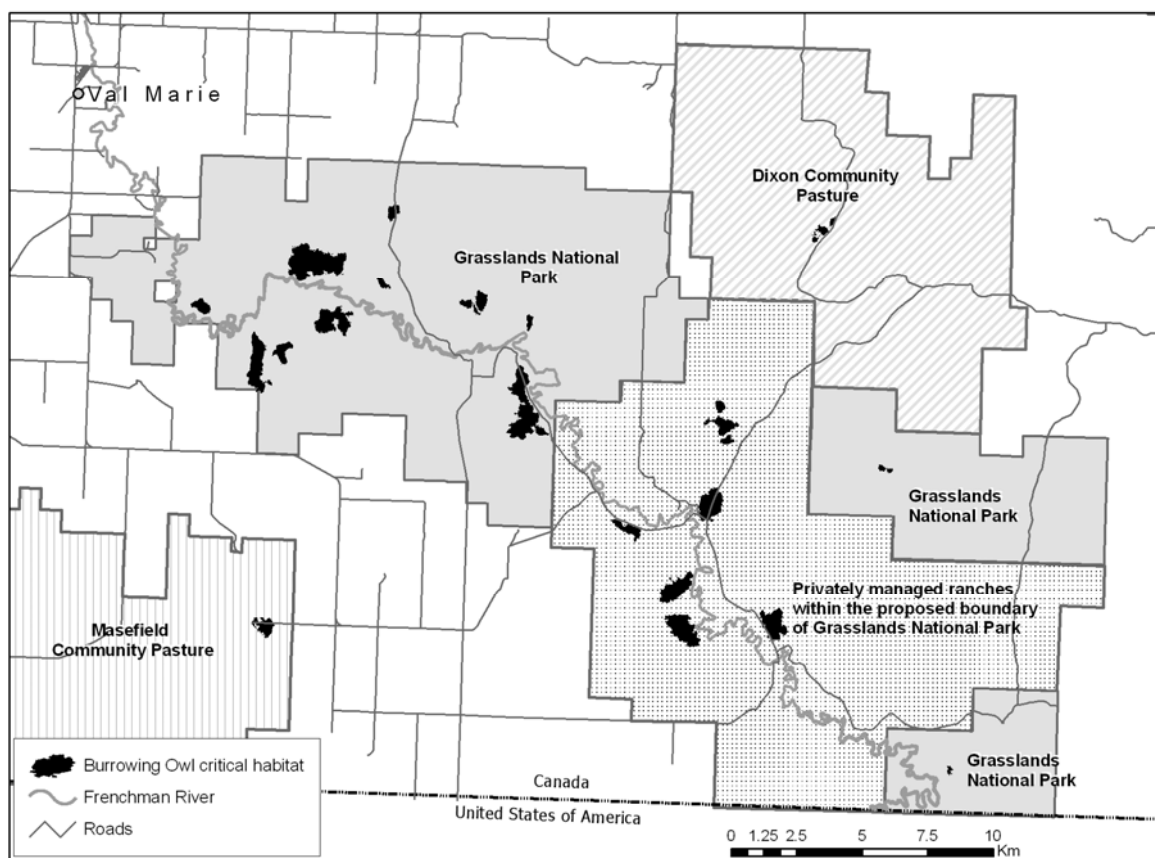 Val Marie
Dixon Community
Pasture
Grasslands National
Park
Grasslands
National Park
Privately managed ranches
within the proposed boundary
of Grasslands National Park
Masefield
Community Pasture
Burrowing Owl critical habitat
Frenchman River
Roads
Canada
United States of America
Grasslands
National Park
0 1.25 2.5 5 7.5 10
Km